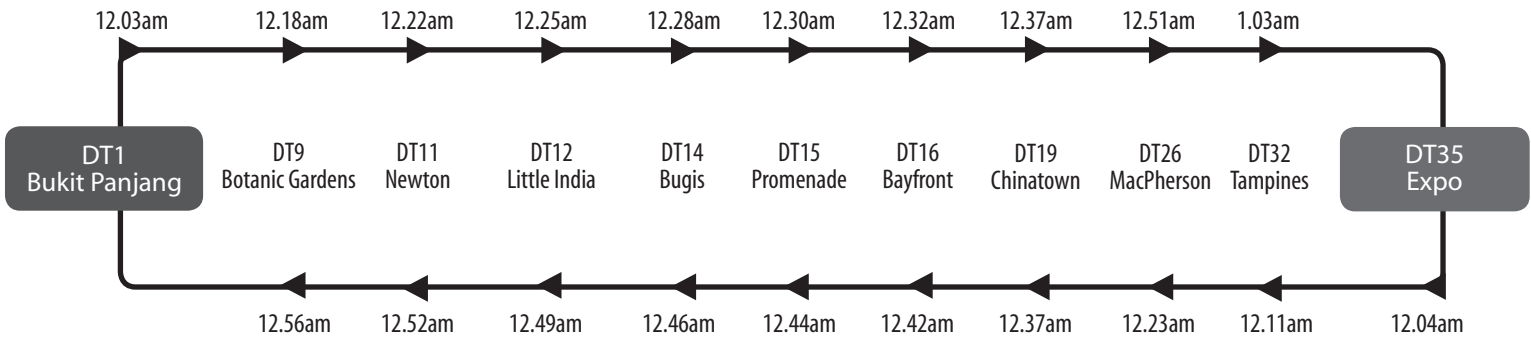 12.03am 12.18am 12.22am 12.25am 12.28am 12.30am 12.32am 12.37am 12.51am 1.03am
DT1 DT9 DT11 DT12 DT14 DT15 DT16 DT19 DT26 DT32 DT35
Bukit Panjang Botanic Gardens Newton Little India Bugis Promenade Bayfront Chinatown MacPherson Tampines Expo
12.56am 12.52am 12.49am 12.46am 12.44am 12.42am 12.37am 12.23am 12.11am 12.04am